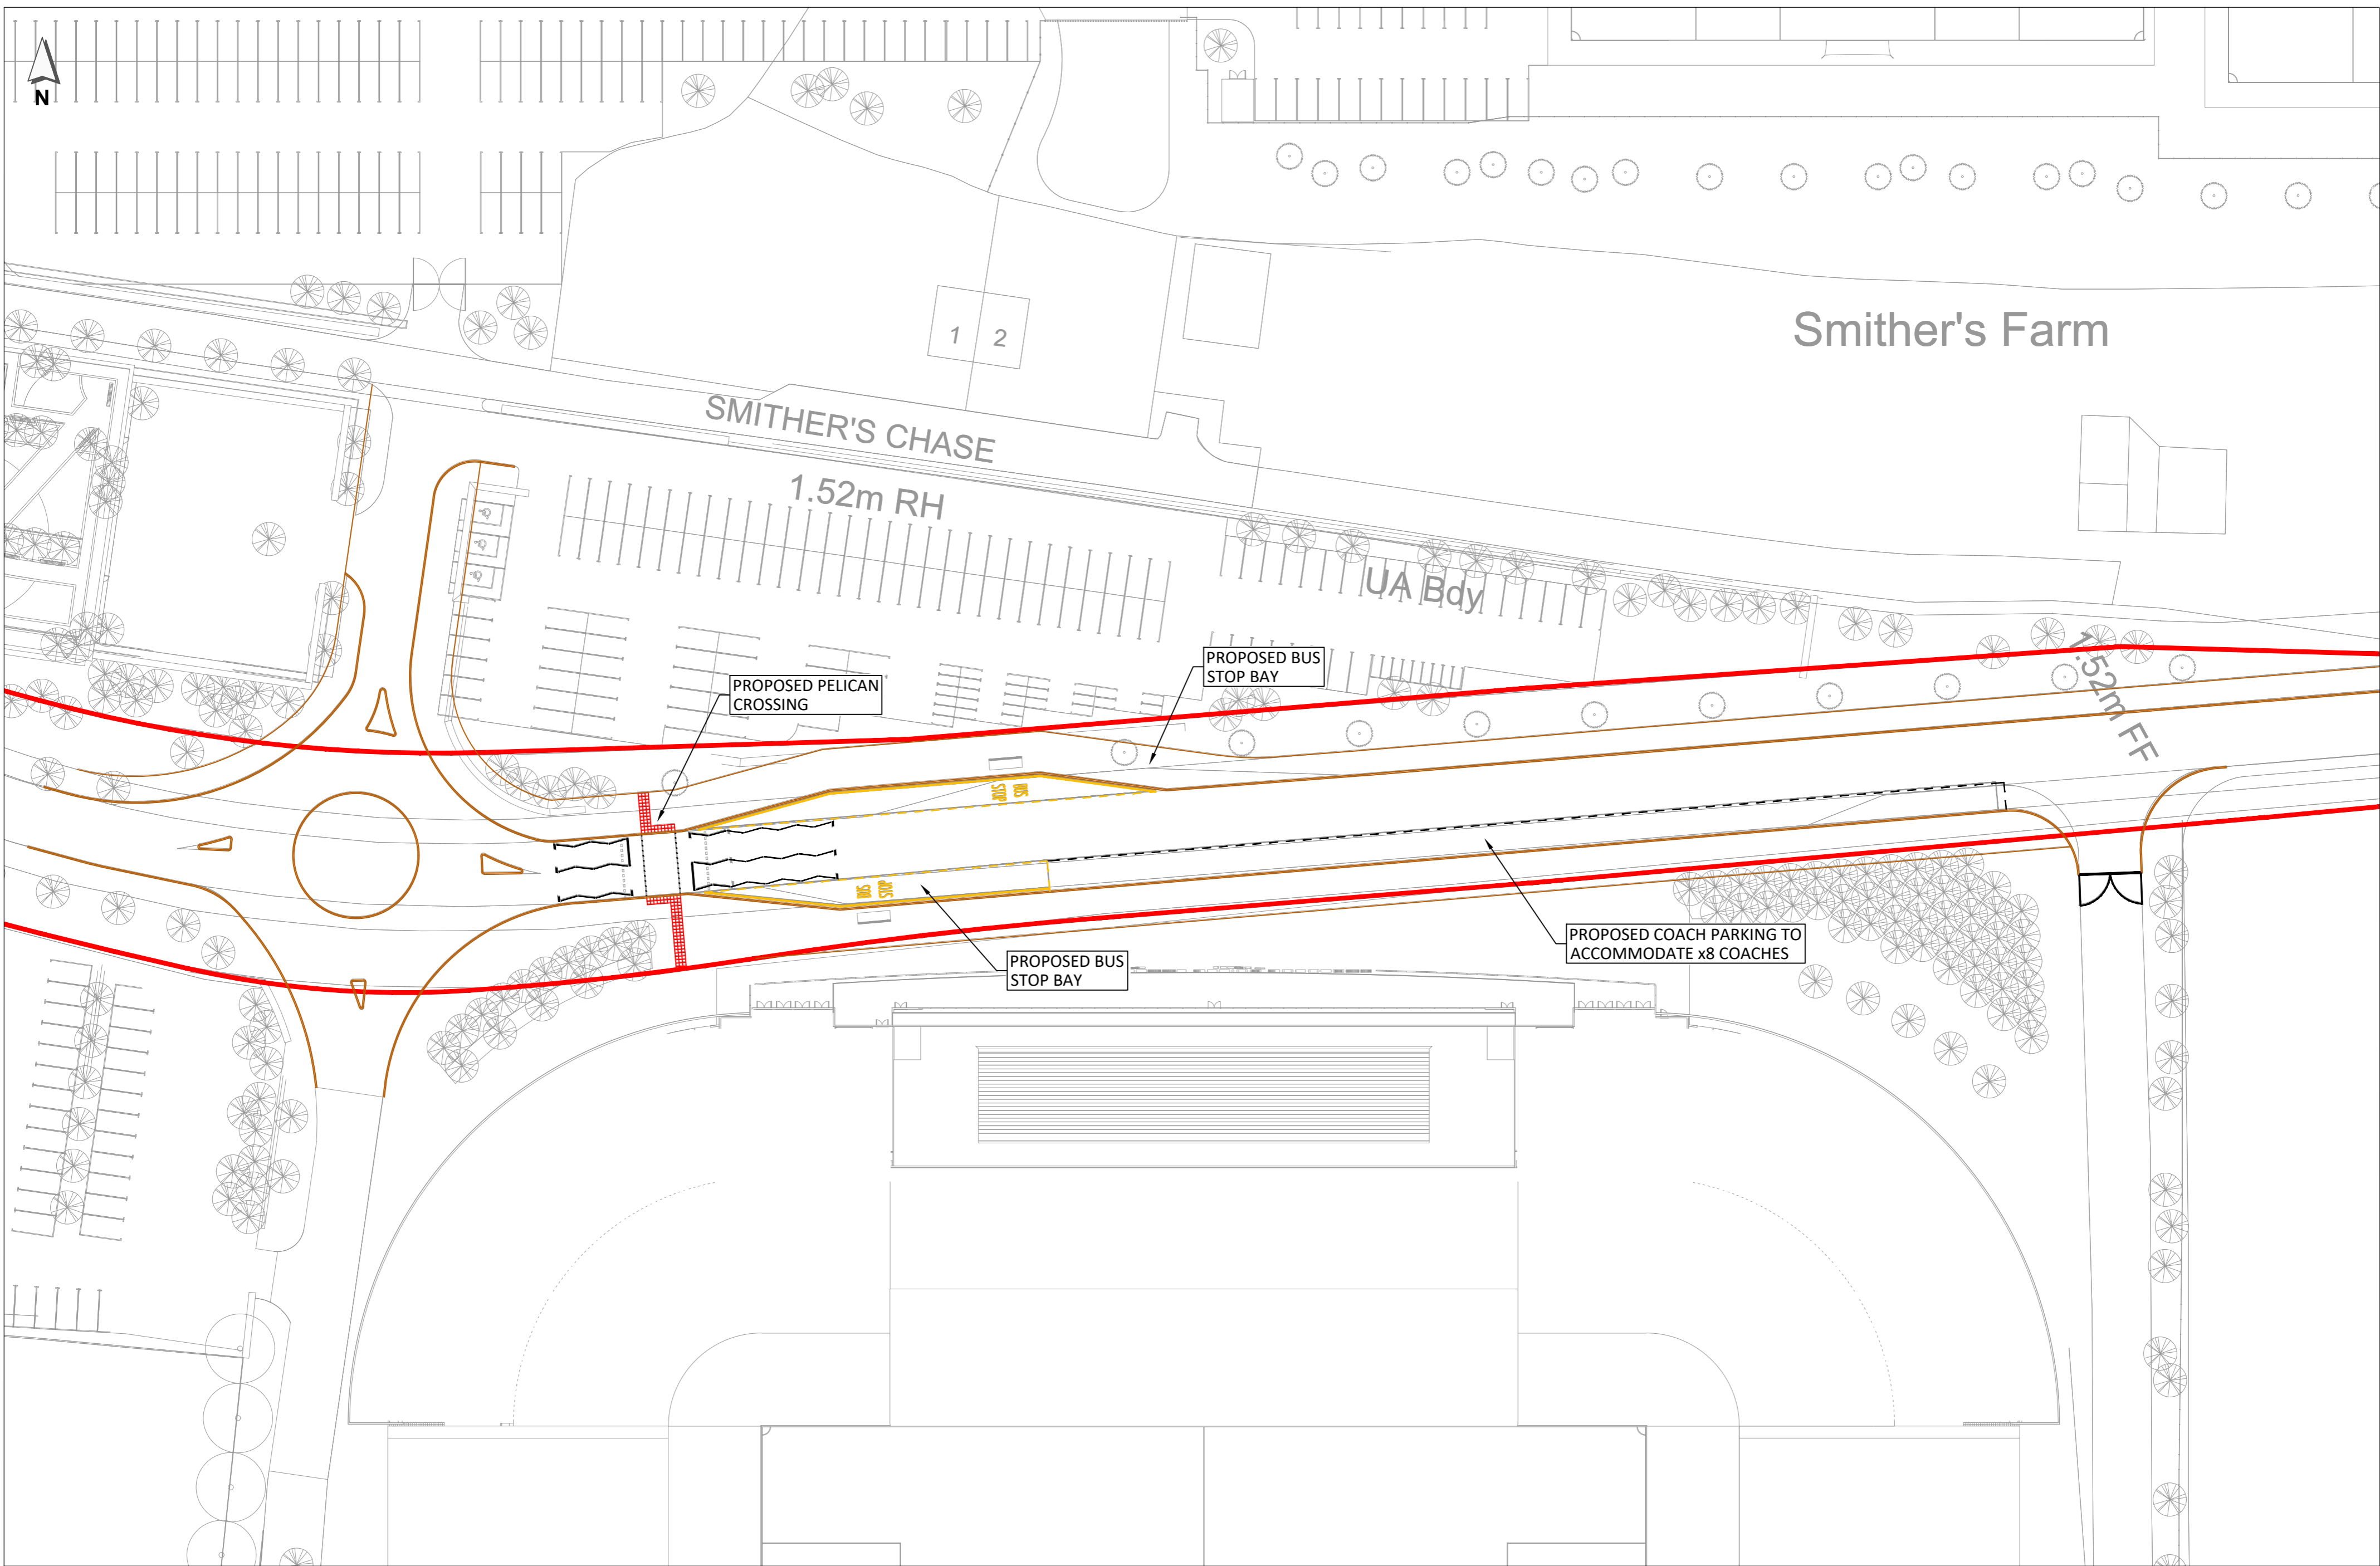 N
Smither's Farm
1
2
SMITHER'S CHASE
1.52m RH
UA Bdy
1.52m FF
PROPOSED BUS
STOP BAY
PROPOSED PELICAN
CROSSING
BUS
STOP
BUS
STOP
PROPOSED COACH PARKING TO
ACCOMMODATE x8 COACHES
PROPOSED BUS
STOP BAY